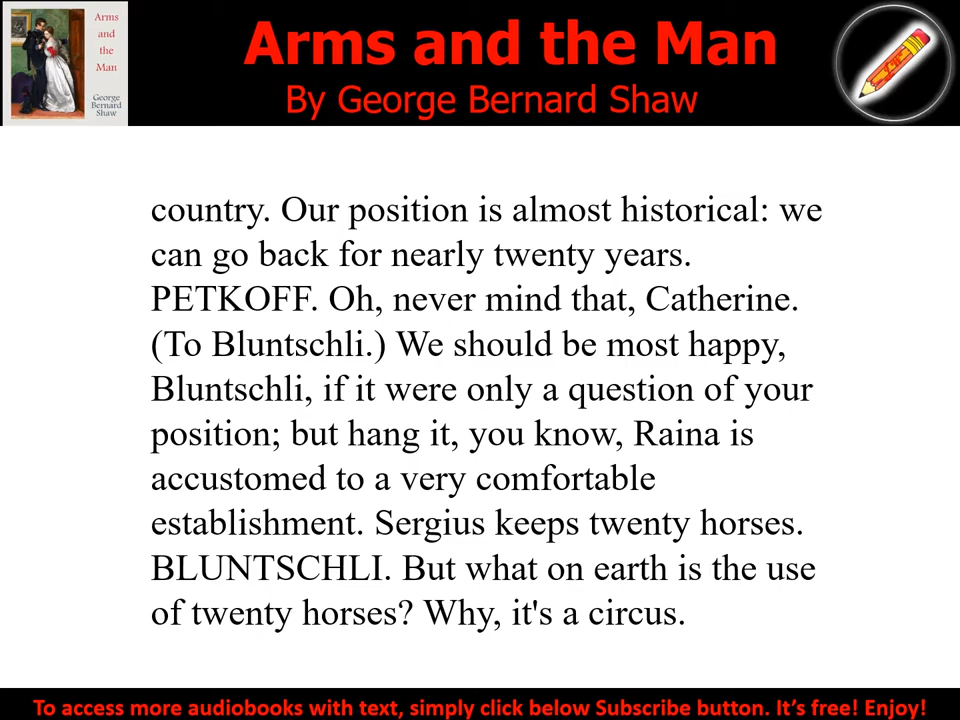 Arms
and
the
Man
George
Bernard
Shaw
Arms and the Man
By George Bernard Shaw
country. Our position is almost historical: we
can go back for nearly twenty years.
PETKOFF. Oh, never mind that, Catherine.
(To Bluntschli.) We should be most happy,
Bluntschli, if it were only a question of your
position; but hang it, you know, Raina is
accustomed to a very comfortable
establishment. Sergius keeps twenty horses.
BLUNTSCHLI. But what on earth is the use
of twenty horses? Why, it's a circus.
To access more audiobooks with text, simply click below Subscribe button. It’s free! Enjoy!